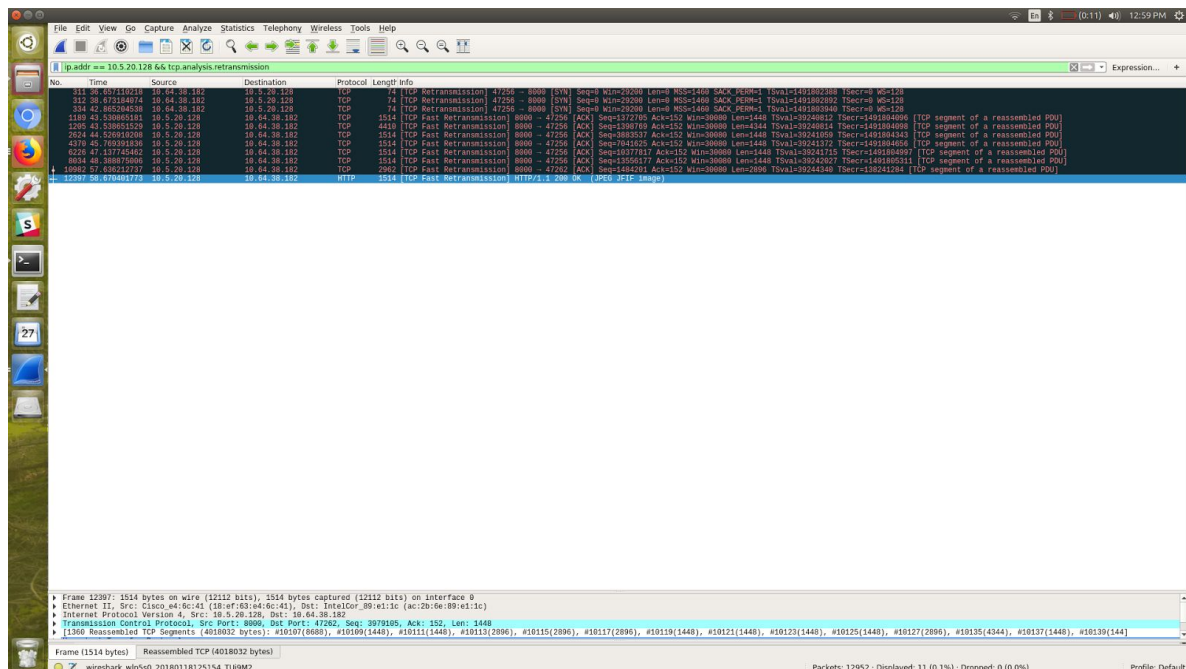 En (0:11) 12:59 PM
File Edit View Go Capture Analyze Statistics Telephony Wireless Tools Help
ip.addr == 10.5.20.128 && tcp.analysis.retransmission Expression... +
No. Time Source Destination Protocol Length Info
311 36.657110218 10.64.38.182 10.5.20.128 TCP 74 [TCP Retransmission] 47256 → 8000 [SYN] Seq=0 Win=29200 Len=0 MSS=1460 SACK_PERM=1 TSval=1491802388 TSecr=0 WS=128
312 38.673184074 10.64.38.182 10.5.20.128 TCP 74 [TCP Retransmission] 47256 → 8000 [SYN] Seq=0 Win=29200 Len=0 MSS=1460 SACK_PERM=1 TSval=1491802892 TSecr=0 WS=128
334 42.865204538 10.64.38.182 10.5.20.128 TCP 74 [TCP Retransmission] 47256 → 8000 [SYN] Seq=0 Win=29200 Len=0 MSS=1460 SACK_PERM=1 TSval=1491803940 TSecr=0 WS=128
1189 43.530065181 10.5.20.128 10.64.38.182 TCP 1514 [TCP Fast Retransmission] 8000 → 47256 [ACK] Seq=1372705 Ack=152 Win=30080 Len=1448 TSval=39240812 TSecr=1491804096 [TCP segment of a reassembled PDU]
1205 43.538651529 10.5.20.128 10.64.38.182 TCP 4410 [TCP Fast Retransmission] 8000 → 47256 [ACK] Seq=1398769 Ack=152 Win=30080 Len=4344 TSval=39240814 TSecr=1491804098 [TCP segment of a reassembled PDU]
2624 44.526910208 10.5.20.128 10.64.38.182 TCP 1514 [TCP Fast Retransmission] 8000 → 47256 [ACK] Seq=3883537 Ack=152 Win=30080 Len=1448 TSval=39241059 TSecr=1491804343 [TCP segment of a reassembled PDU]
4370 45.769391836 10.5.20.128 10.64.38.182 TCP 1514 [TCP Fast Retransmission] 8000 → 47256 [ACK] Seq=7041625 Ack=152 Win=30080 Len=1448 TSval=39241372 TSecr=1491804656 [TCP segment of a reassembled PDU]
6226 47.137745462 10.5.20.128 10.64.38.182 TCP 1514 [TCP Fast Retransmission] 8000 → 47256 [ACK] Seq=10377817 Ack=152 Win=30080 Len=1448 TSval=39241715 TSecr=1491804997 [TCP segment of a reassembled PDU]
8034 48.388875006 10.5.20.128 10.64.38.182 TCP 1514 [TCP Fast Retransmission] 8000 → 47256 [ACK] Seq=13556177 Ack=152 Win=30080 Len=1448 TSval=39242027 TSecr=1491805311 [TCP segment of a reassembled PDU]
10982 57.636212737 10.5.20.128 10.64.38.182 TCP 2962 [TCP Fast Retransmission] 8000 → 47262 [ACK] Seq=1484201 Ack=152 Win=30080 Len=2896 TSval=39244340 TSecr=138241284 [TCP segment of a reassembled PDU]
12397 58.670401773 10.5.20.128 10.64.38.182 HTTP 1514 [TCP Fast Retransmission] HTTP/1.1 200 OK (JPEG JFIF image)
S
27
Frame 12397: 1514 bytes on wire (12112 bits), 1514 bytes captured (12112 bits) on interface 0
Ethernet II, Src: Cisco_e4:6c:41 (18:ef:63:e4:6c:41), Dst: IntelCor_89:e1:1c (ac:2b:6e:89:e1:1c)
Internet Protocol Version 4, Src: 10.5.20.128, Dst: 10.64.38.182
Transmission Control Protocol, Src Port: 8000, Dst Port: 47262, Seq: 3979105, Ack: 152, Len: 1448
[1360 Reassembled TCP Segments (4018032 bytes): #10107(8688), #10109(1448), #10111(1448), #10113(2896), #10115(2896), #10117(2896), #10119(1448), #10121(1448), #10123(1448), #10125(1448), #10127(2896), #10135(4344), #10137(1448), #10139(144]
Frame (1514 bytes) Reassembled TCP (4018032 bytes)
wireshark_wlp5s0_20180118125154_TUi9M2 Packets: 12952 · Displayed: 11 (0.1%) · Dropped: 0 (0.0%) Profile: Default